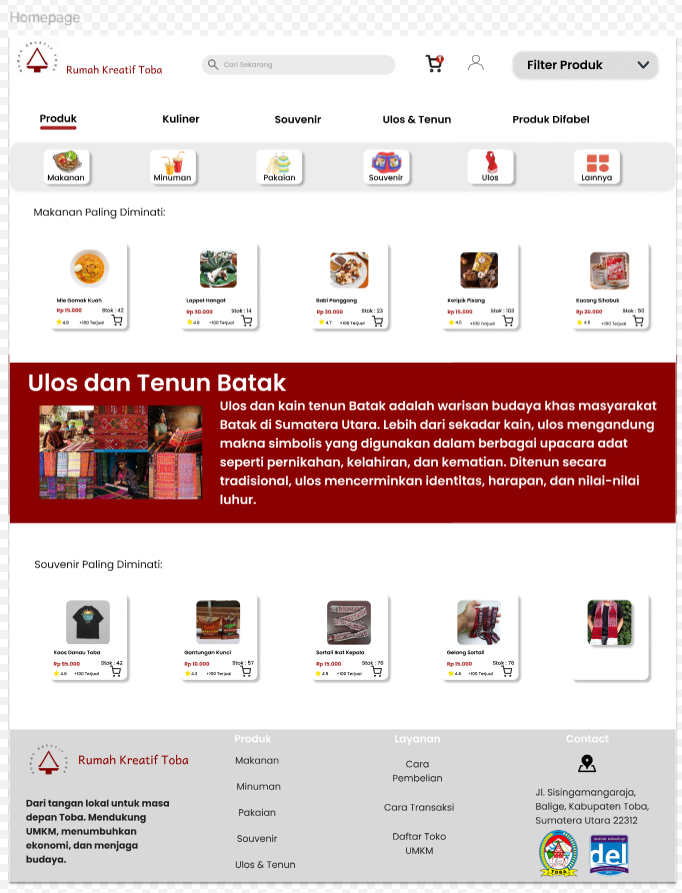 Homepage
Rumah Kreatif Toba
Cari Sekarang
Filter Produk
Produk
Kuliner
Souvenir
Ulos & Tenun
Produk Difabel
Makanan
Minuman
Pakaian
Souvenir
Ulos
Lainnya
Makanan Paling Diminati:
Mie Gomak Kuah
Rp 15.000 Stok : 42
4.9 +100 Terjual
Lappet Hangat
Rp 30.000 Stok : 14
4.6 +100 Terjual
Babi Panggang
Rp 30.000 Stok : 23
4.7 +100 Terjual
Keripik Pisang
Rp 15.000 Stok : 103
+100 Terjual
Kacang Sihobuk
Rp 30.000 Stok : 50
+100 Terjual
Ulos dan Tenun Batak
Ulos dan kain tenun Batak adalah warisan budaya khas masyarakat
Batak di Sumatera Utara. Lebih dari sekadar kain, ulos mengandung
makna simbolis yang digunakan dalam berbagai upacara adat
seperti pernikahan, kelahiran, dan kematian. Ditenun secara
tradisional, ulos mencerminkan identitas, harapan, dan nilai-nilai
luhur.
Souvenir Paling Diminati:
Kaos Danau Toba
Rp 95.000 Stok : 42
4.8 +100 Terjual
Gantungan Kunci
Rp 10.000 Stok : 57
4.3 +100 Terjual
Sortali Ikat Kepala
Rp 15.000 Stok : 76
4.9 +100 Terjual
Gelang Sortali
Rp 15.000 Stok : 76
4.6 +100 Terjual
Rumah Kreatif Toba
Dari tangan lokal untuk masa
depan Toba. Mendukung
UMKM, menumbuhkan
ekonomi, dan menjaga
budaya.
Produk
Makanan
Minuman
Pakaian
Souvenir
Ulos & Tenun
Layanan
Cara
Pembelian
Cara Transaksi
Daftar Toko
UMKM
Contact
Jl. Sisingamangaraja,
Balige, Kabupaten Toba,
Sumatera Utara 22312
TOBA
del